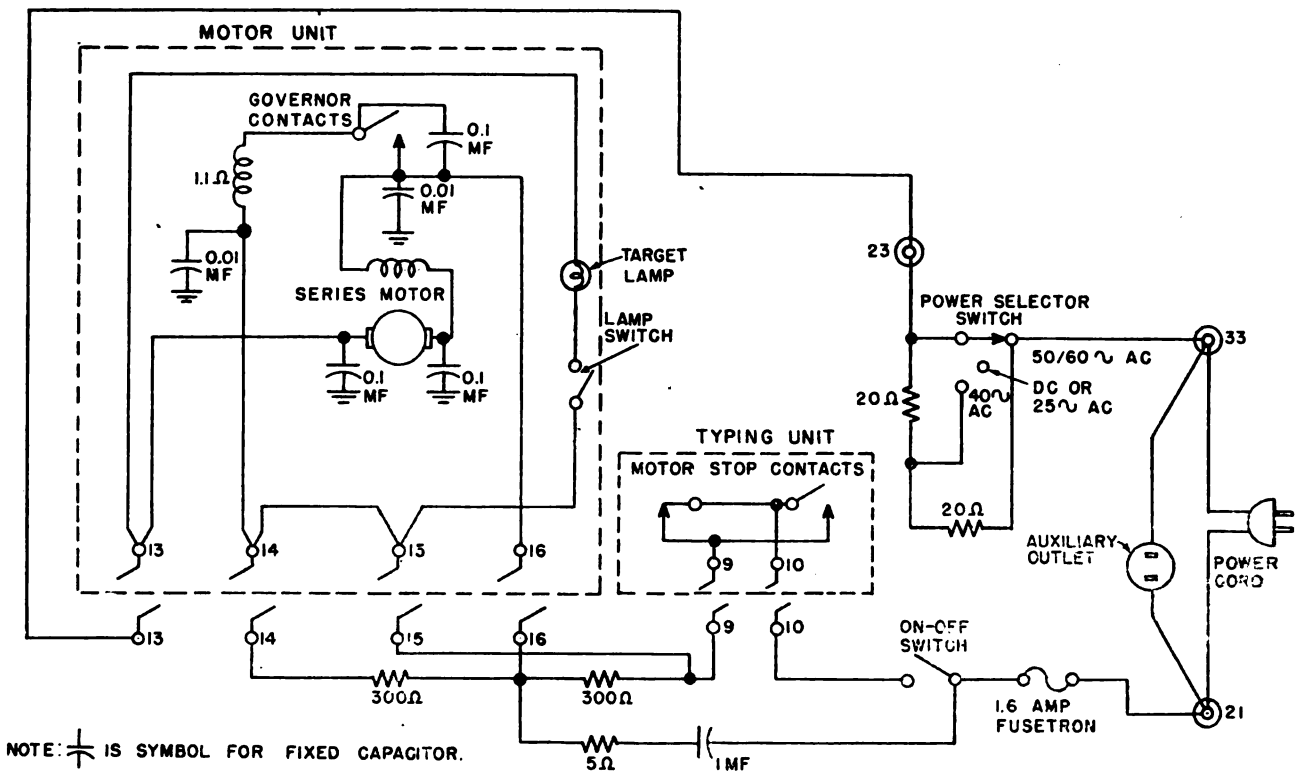 MOTOR UNIT
GOVERNOR
CONTACTS
0.1
MF
1.1Ω
0.01
MF
0.01
MF
SERIES MOTOR
TARGET
LAMP
LAMP
SWITCH
0.1
MF
0.1
MF
23
POWER SELECTOR
SWITCH
33
50/60~ AC
20Ω
40~
AC
DC OR
25~ AC
TYPING UNIT
MOTOR STOP CONTACTS
20Ω
AUXILIARY
OUTLET
POWER
CORD
13
14
15
16
9
10
13
14
15
16
9
10
ON-OFF
SWITCH
300Ω
300Ω
1.6 AMP
FUSETRON
21
NOTE: IS SYMBOL FOR FIXED CAPACITOR.
5Ω
1MF